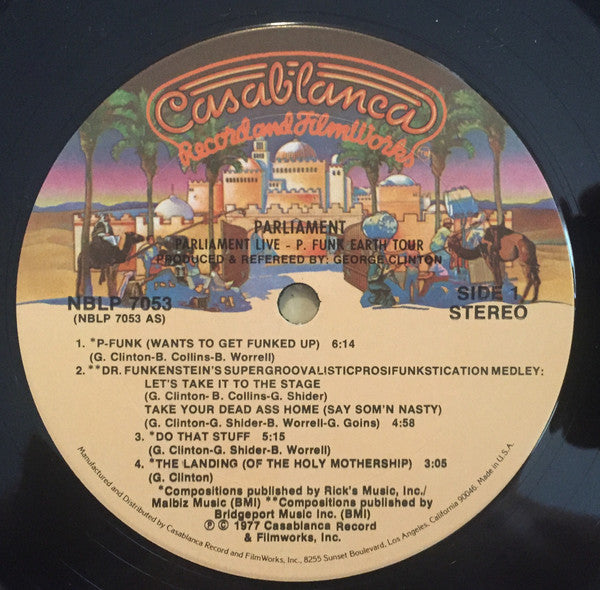 Casablanca
Record and FilmWorks
PARLIAMENT
PARLIAMENT LIVE - P. FUNK EARTH TOUR
PRODUCED & REFEREED BY: GEORGE CLINTON
NBLP 7053
(NBLP 7053 AS)
SIDE 1
STEREO
1. *P-FUNK (WANTS TO GET FUNKED UP) 6:14
(G. Clinton-B. Collins-B. Worrell)
2. **DR. FUNKENSTEIN'S SUPERGROOVALISTICPROSIFUNKSTICATION MEDLEY:
LET'S TAKE IT TO THE STAGE
(G. Clinton- B. Collins-G. Shider)
TAKE YOUR DEAD ASS HOME (SAY SOM'N NASTY)
(G. Clinton-G. Shider-B. Worrell-G. Goins) 4:58
3. *DO THAT STUFF 5:15
(G. Clinton-G. Shider-B. Worrell)
4. *THE LANDING (OF THE HOLY MOTHERSHIP) 3:05
(G. Clinton)
*Compositions published by Rick's Music, Inc./
Malbiz Music (BMI) **Compositions published by
Bridgeport Music Inc. (BMI)
Ⓟ © 1977 Casablanca Record
& Filmworks, Inc.
Manufactured and Distributed by Casablanca Record and FilmWorks, Inc., 8255 Sunset Boulevard, Los Angeles, California 90046. Made in U.S.A.